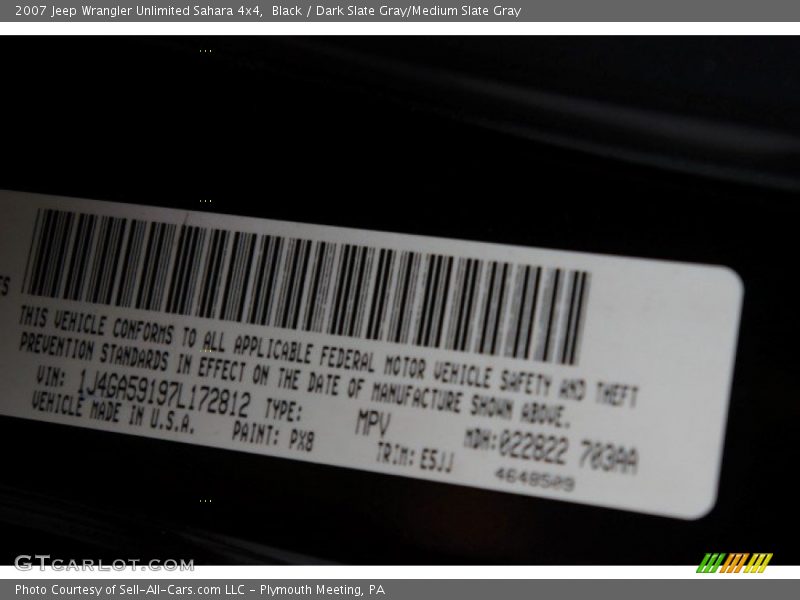 2007 Jeep Wrangler Unlimited Sahara 4x4,  Black / Dark Slate Gray/Medium Slate Gray
ES
THIS VEHICLE CONFORMS TO ALL APPLICABLE FEDERAL MOTOR VEHICLE SAFETY AND THEFT
PREVENTION STANDARDS IN EFFECT ON THE DATE OF MANUFACTURE SHOWN ABOVE.
VIN: 1J4GA59197L172812 TYPE: MPV MDH:022822 703AA
VEHICLE MADE IN U.S.A. PAINT: PX8 TRIM: E5JJ 4648509
GTCARLOT.COM
Photo Courtesy of Sell-All-Cars.com LLC - Plymouth Meeting, PA